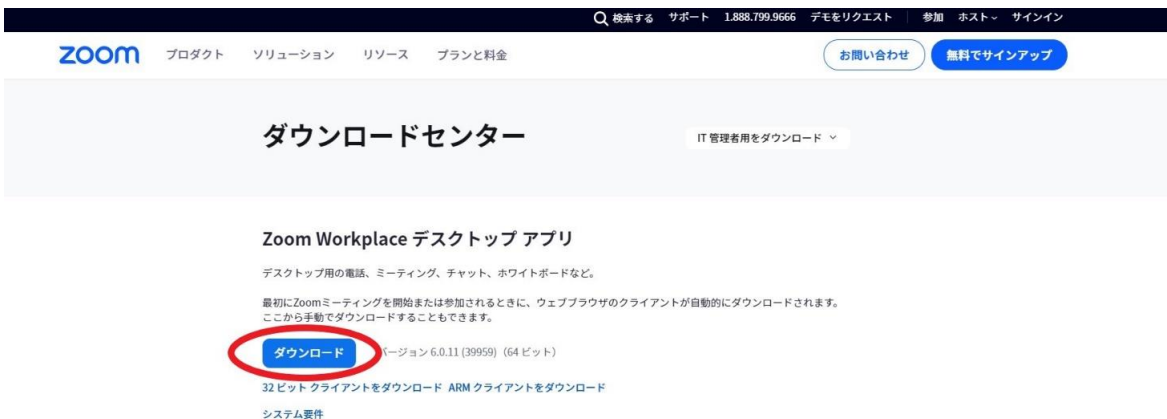 検索する サポート 1.888.799.9666 デモをリクエスト 参加 ホスト サインイン
zoom プロダクト ソリューション リソース プランと料金 お問い合わせ 無料でサインアップ
ダウンロードセンター IT 管理者用をダウンロード
Zoom Workplace デスクトップ アプリ
デスクトップ用の電話、ミーティング、チャット、ホワイトボードなど。
最初にZoomミーティングを開始または参加されるときに、ウェブブラウザのクライアントが自動的にダウンロードされます。
ここから手動でダウンロードすることもできます。
ダウンロード バージョン 6.0.11 (39959) (64 ビット)
32 ビット クライアントをダウンロード ARM クライアントをダウンロード
システム要件